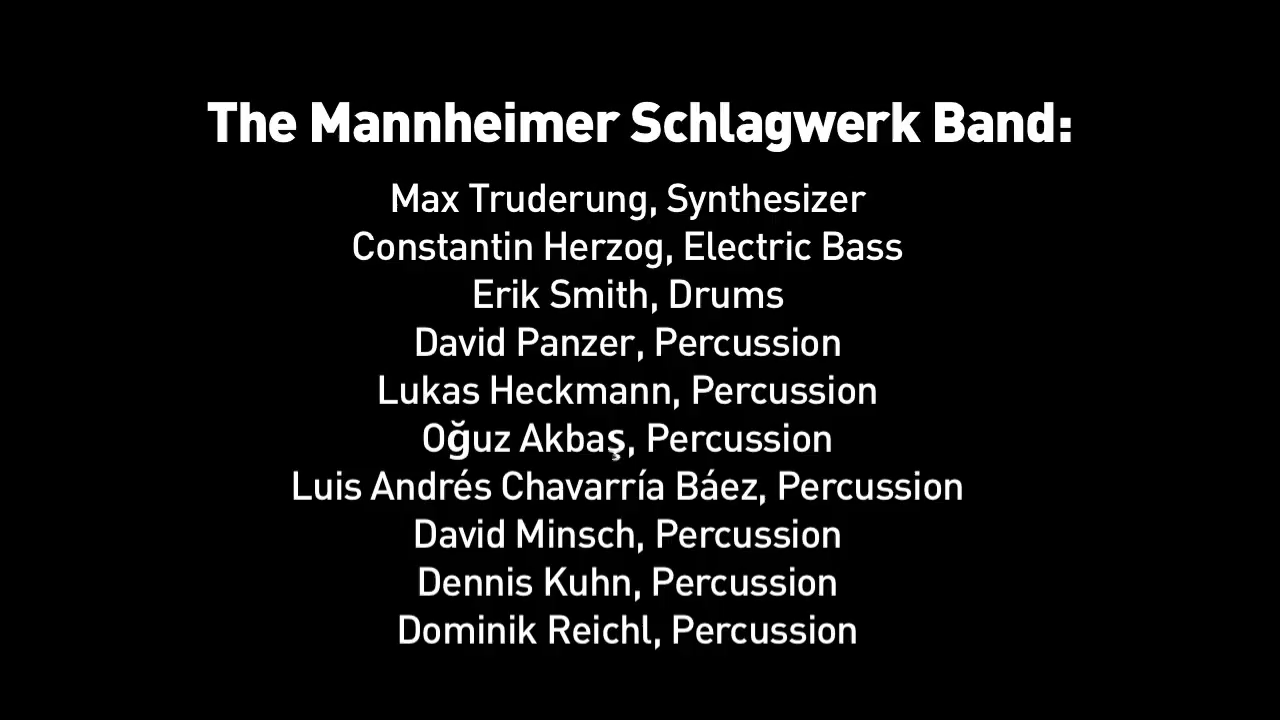 The Mannheimer Schlagwerk Band:
Max Truderung, Synthesizer
Constantin Herzog, Electric Bass
Erik Smith, Drums
David Panzer, Percussion
Lukas Heckmann, Percussion
Oğuz Akbaş, Percussion
Luis Andrés Chavarría Báez, Percussion
David Minsch, Percussion
Dennis Kuhn, Percussion
Dominik Reichl, Percussion